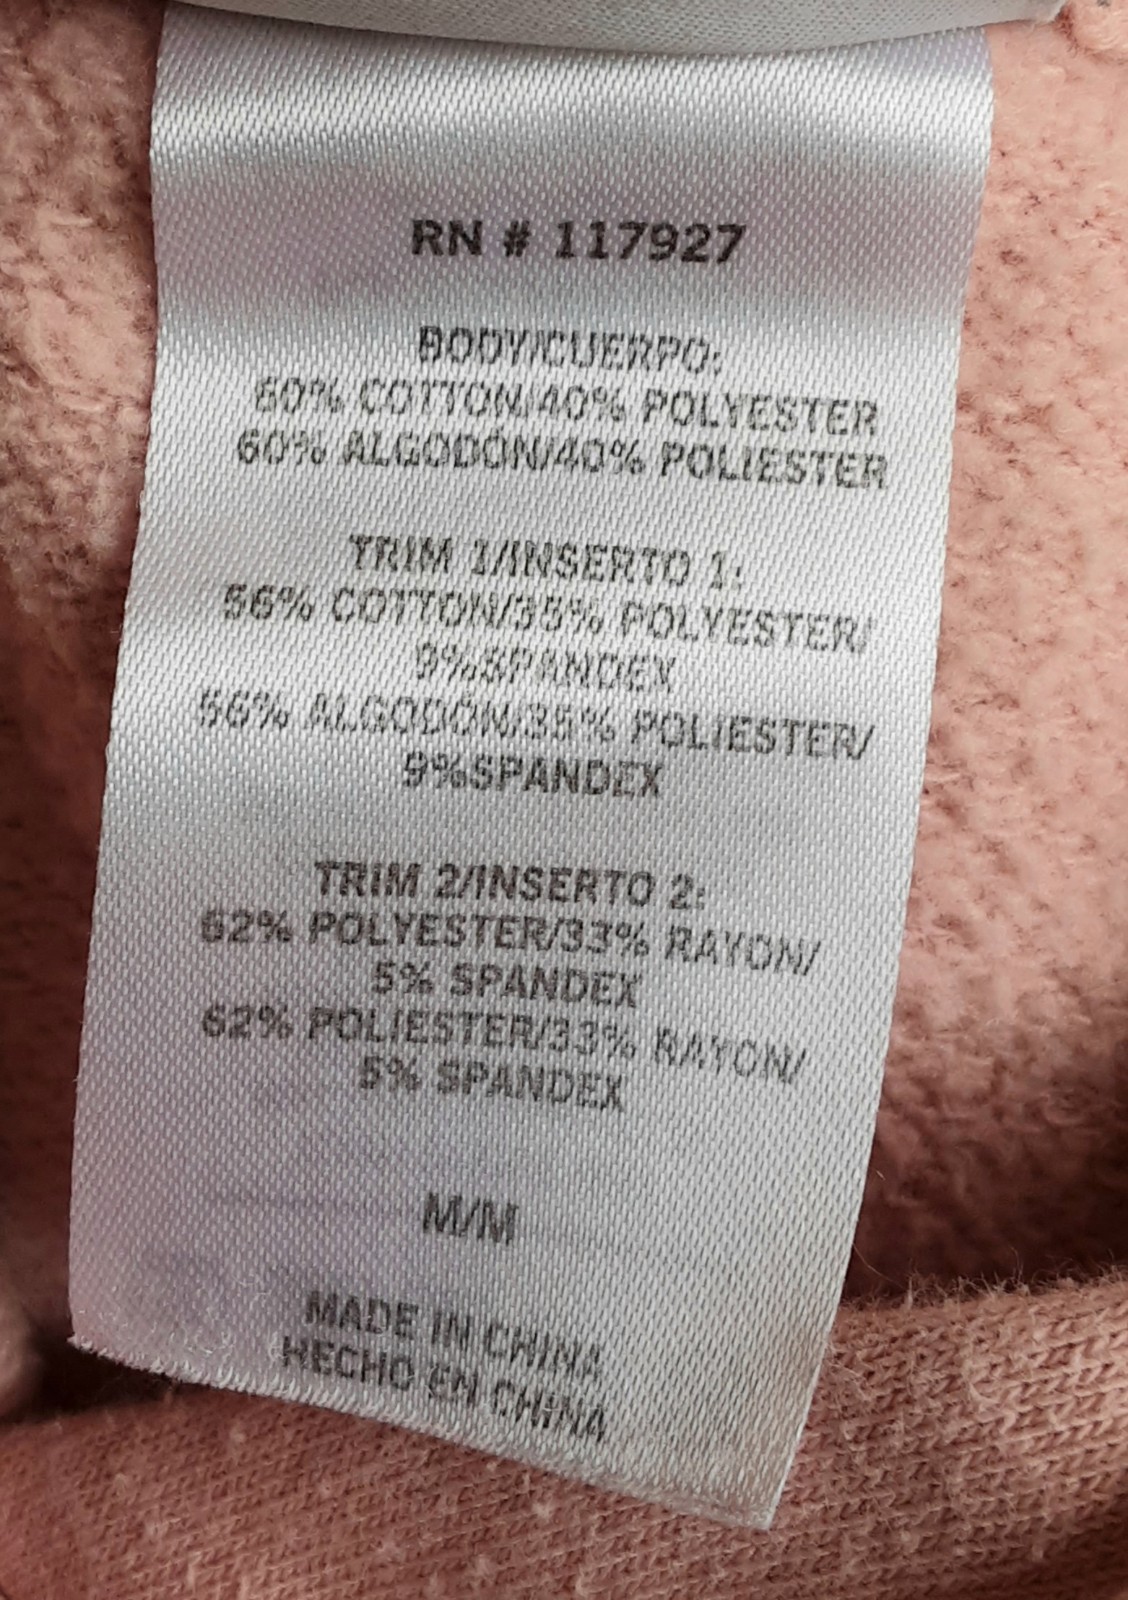 RN # 117927
BODY/CUERPO:
60% COTTON/40% POLYESTER
60% ALGODÓN/40% POLIESTER
TRIM 1/INSERTO 1:
56% COTTON/35% POLYESTER/
9%SPANDEX
56% ALGODÓN/35% POLIESTER/
9%SPANDEX
TRIM 2/INSERTO 2:
62% POLYESTER/33% RAYON/
5% SPANDEX
62% POLIESTER/33% RAYON/
5% SPANDEX
M/M
MADE IN CHINA
HECHO EN CHINA